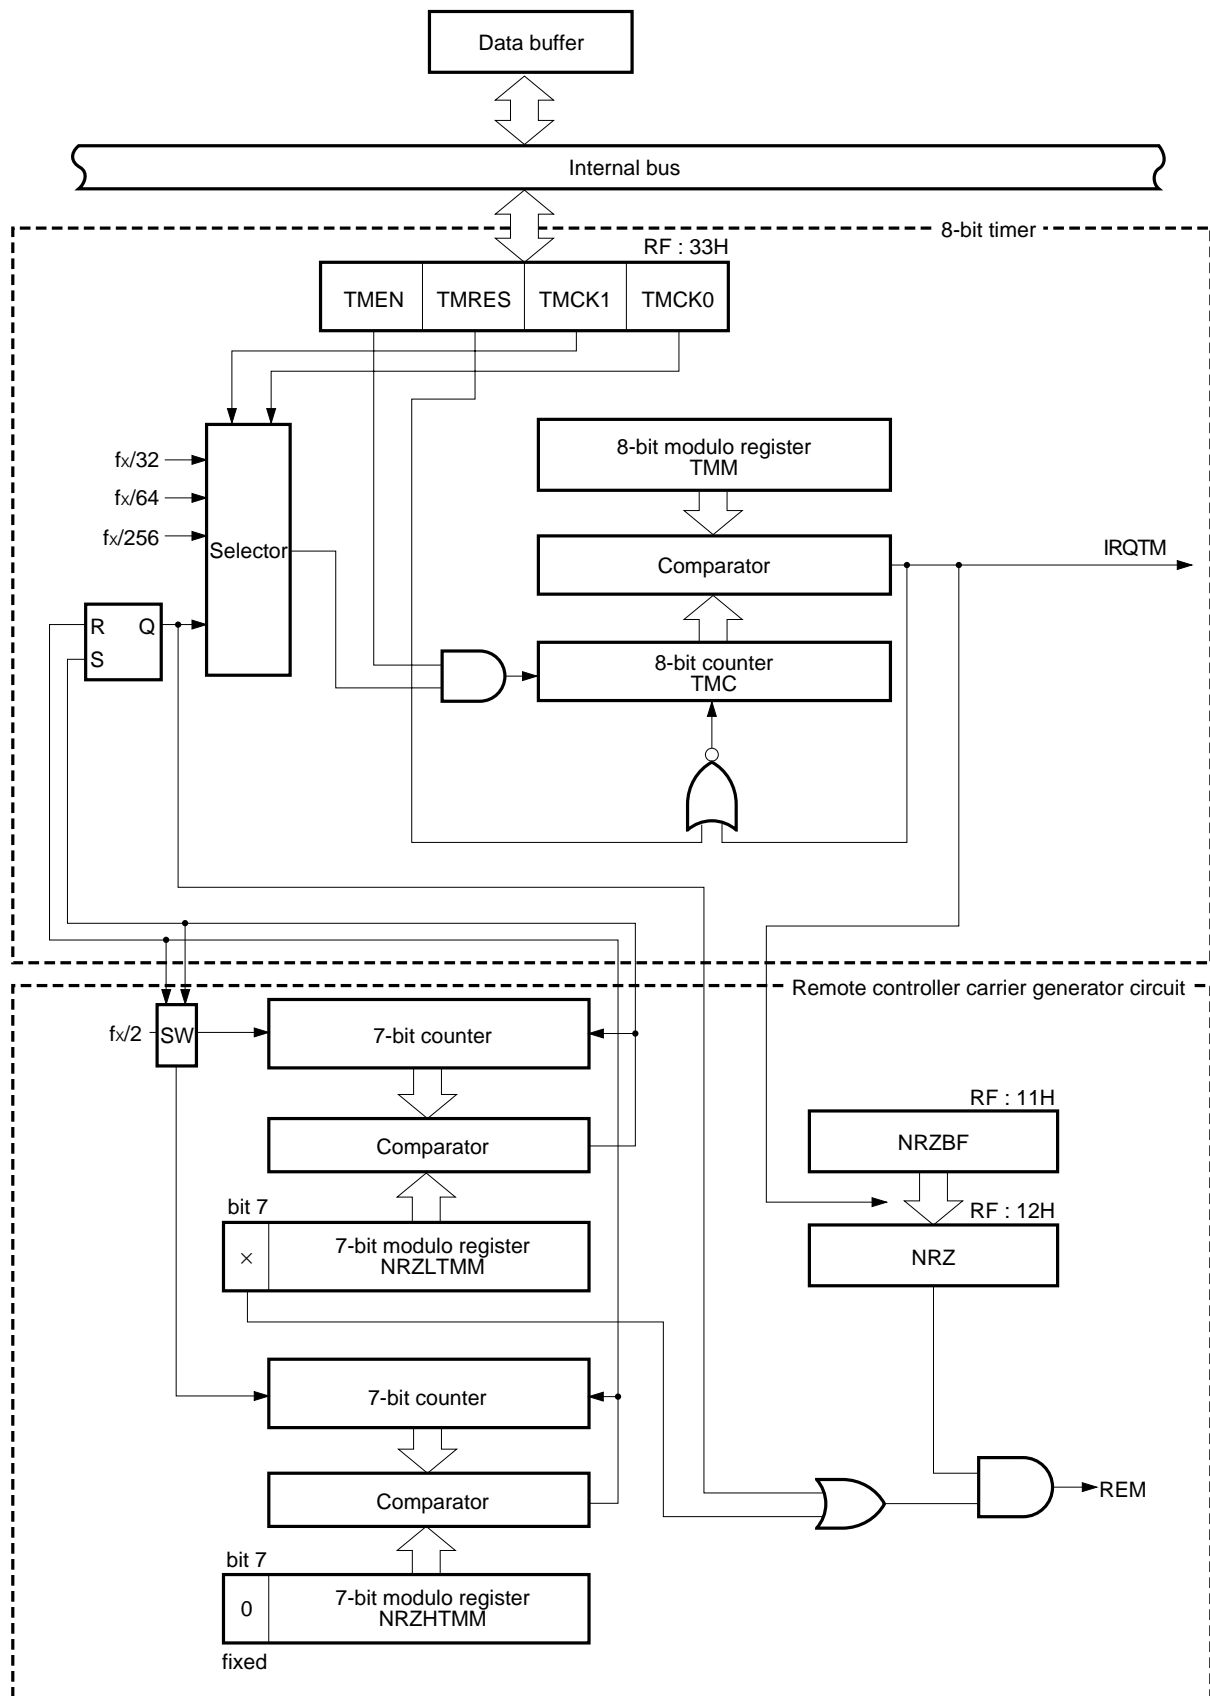 Data buffer
Internal bus
8-bit timer
RF : 33H
TMEN TMRES TMCK1 TMCK0
8-bit modulo register
TMM
fX/32
fX/64
fX/256
Selector
Comparator
IRQTM
R Q
S
8-bit counter
TMC
Remote controller carrier generator circuit
fX/2
SW
7-bit counter
Comparator
RF : 11H
NRZBF
bit 7
× 7-bit modulo register
NRZLTMM
RF : 12H
NRZ
7-bit counter
Comparator
REM
bit 7
0 7-bit modulo register
NRZHTMM
fixed